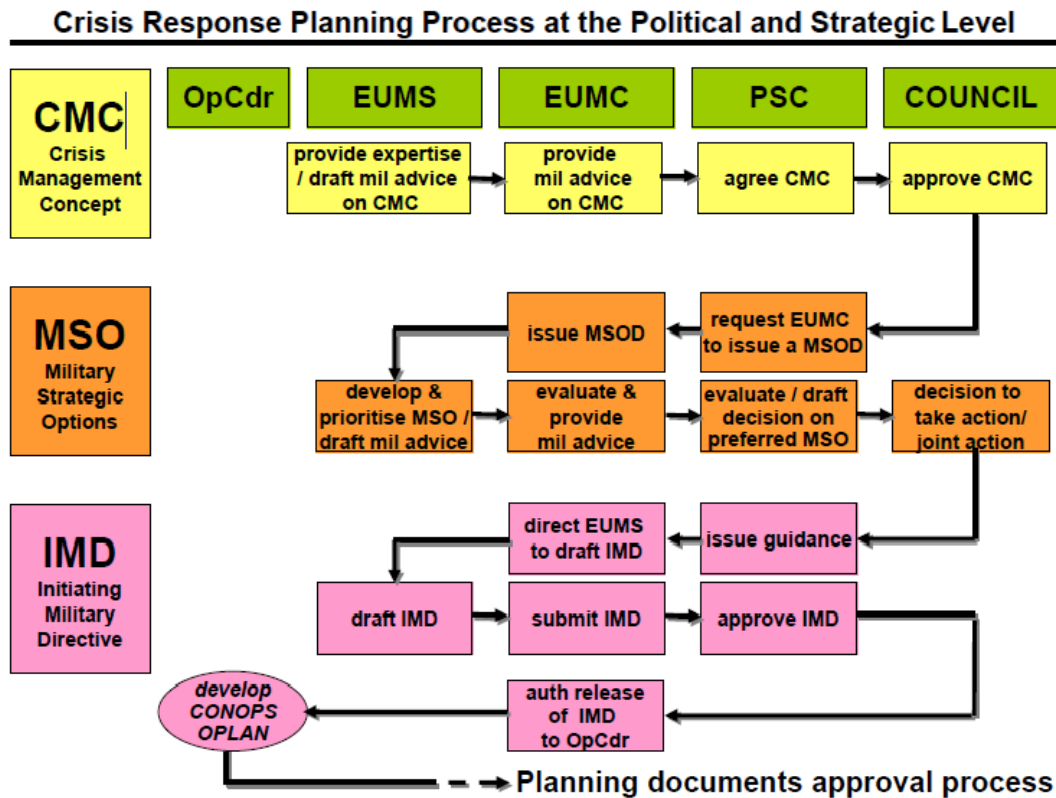 Crisis Response Planning Process at the Political and Strategic Level
CMC
Crisis
Management
Concept
OpCdr
EUMS
EUMC
PSC
COUNCIL
provide expertise
/ draft mil advice
on CMC
provide
mil advice
on CMC
agree CMC
approve CMC
MSO
Military
Strategic
Options
issue MSOD
request EUMC
to issue a MSOD
develop &
prioritise MSO /
draft mil advice
evaluate &
provide
mil advice
evaluate / draft
decision on
preferred MSO
decision to
take action/
joint action
IMD
Initiating
Military
Directive
direct EUMS
to draft IMD
issue guidance
draft IMD
submit IMD
approve IMD
develop
CONOPS
OPLAN
auth release
of IMD
to OpCdr
Planning documents approval process